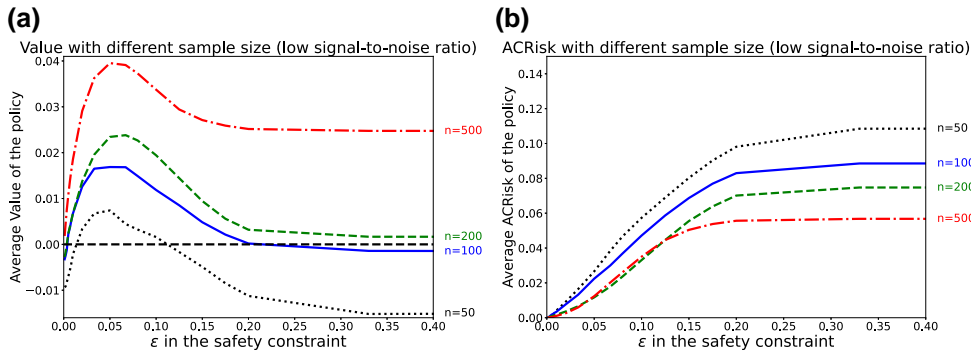 (a)
Value with different sample size (low signal-to-noise ratio)
Average Value of the policy
0.04
0.03
0.02
0.01
0.00
−0.01
n=500
n=200
n=100
n=50
0.00 0.05 0.10 0.15 0.20 0.25 0.30 0.35 0.40
ε in the safety constraint
(b)
ACRisk with different sample size (low signal-to-noise ratio)
Average ACRisk of the policy
0.14
0.12
0.10
0.08
0.06
0.04
0.02
0.00
n=50
n=100
n=200
n=500
0.00 0.05 0.10 0.15 0.20 0.25 0.30 0.35 0.40
ε in the safety constraint